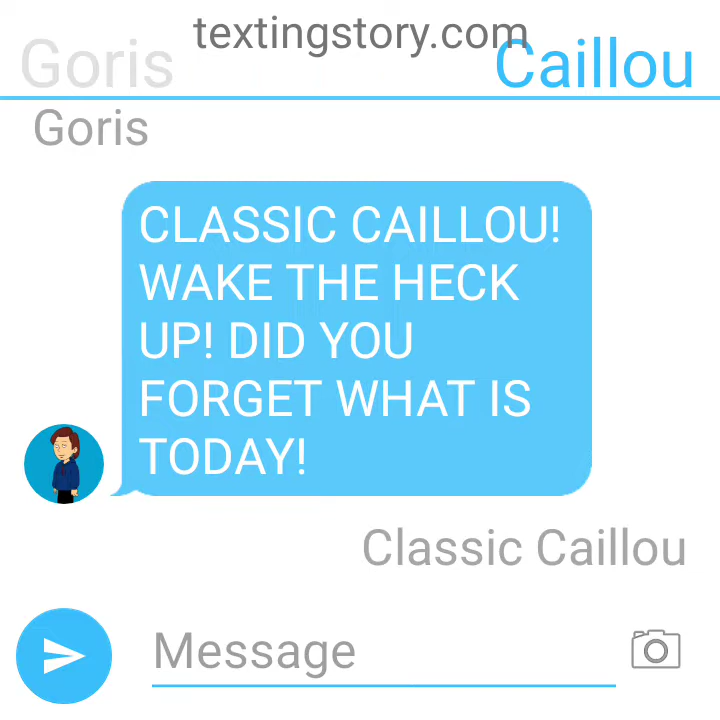 textingstory.com
Goris Caillou
Goris
CLASSIC CAILLOU!
WAKE THE HECK
UP! DID YOU
FORGET WHAT IS
TODAY!
Classic Caillou
Message